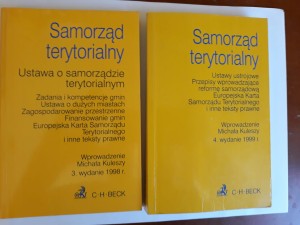 Samorząd
terytorialny
Ustawa o samorządzie
terytorialnym
Zadania i kompetencje gmin
Ustawa o dużych miastach
Zagospodarowanie przestrzenne
Finansowanie gmin
Europejska Karta Samorządu
Terytorialnego
i inne teksty prawne
Wprowadzenie
Michała Kuleszy
3. wydanie 1998 r.
C·H·BECK
Samorząd
terytorialny
Ustawy ustrojowe
Przepisy wprowadzające
reformę samorządową
Europejska Karta
Samorządu Terytorialnego
i inne teksty prawne
Wprowadzenie
Michała Kuleszy
4. wydanie 1999 r.
C·H·BECK